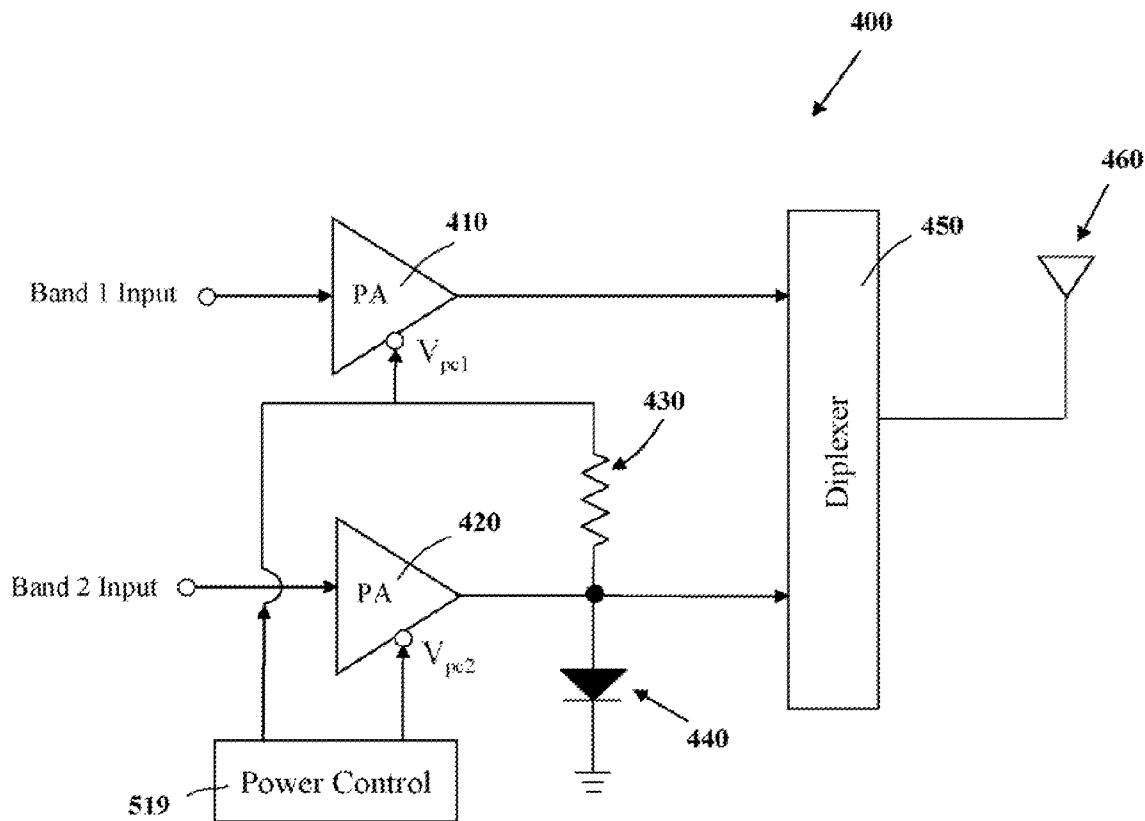 400
460
410
450
Band 1 Input
PA
Vpc1
430
Diplexer
420
Band 2 Input
PA
Vpc2
440
Power Control
519